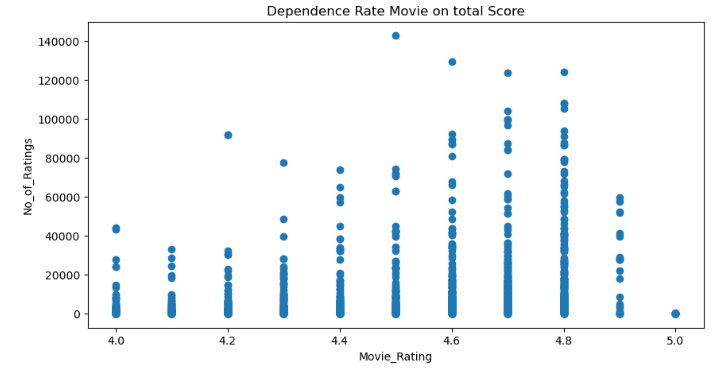 Dependence Rate Movie on total Score
140000
120000
100000
80000
60000
40000
20000
0
No_of_Ratings
4.0 4.2 4.4 4.6 4.8 5.0
Movie_Rating